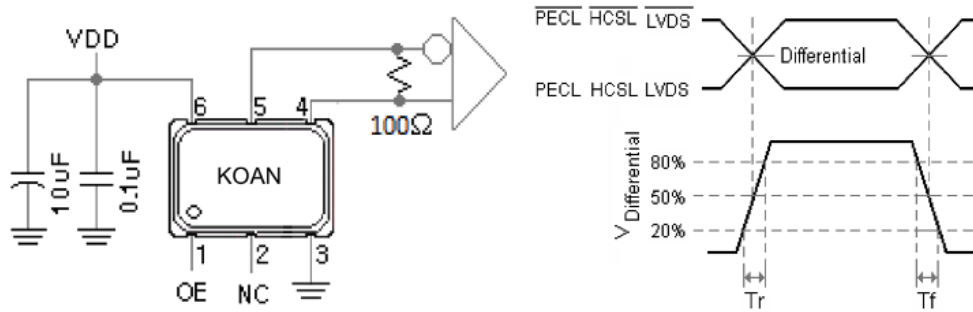 VDD
6 5 4
100Ω
10uF
0.1uF
KOAN
1 2 3
OE NC
PECL HCSL LVDS
Differential
PECL HCSL LVDS
V Differential
80%
50%
20%
Tr Tf